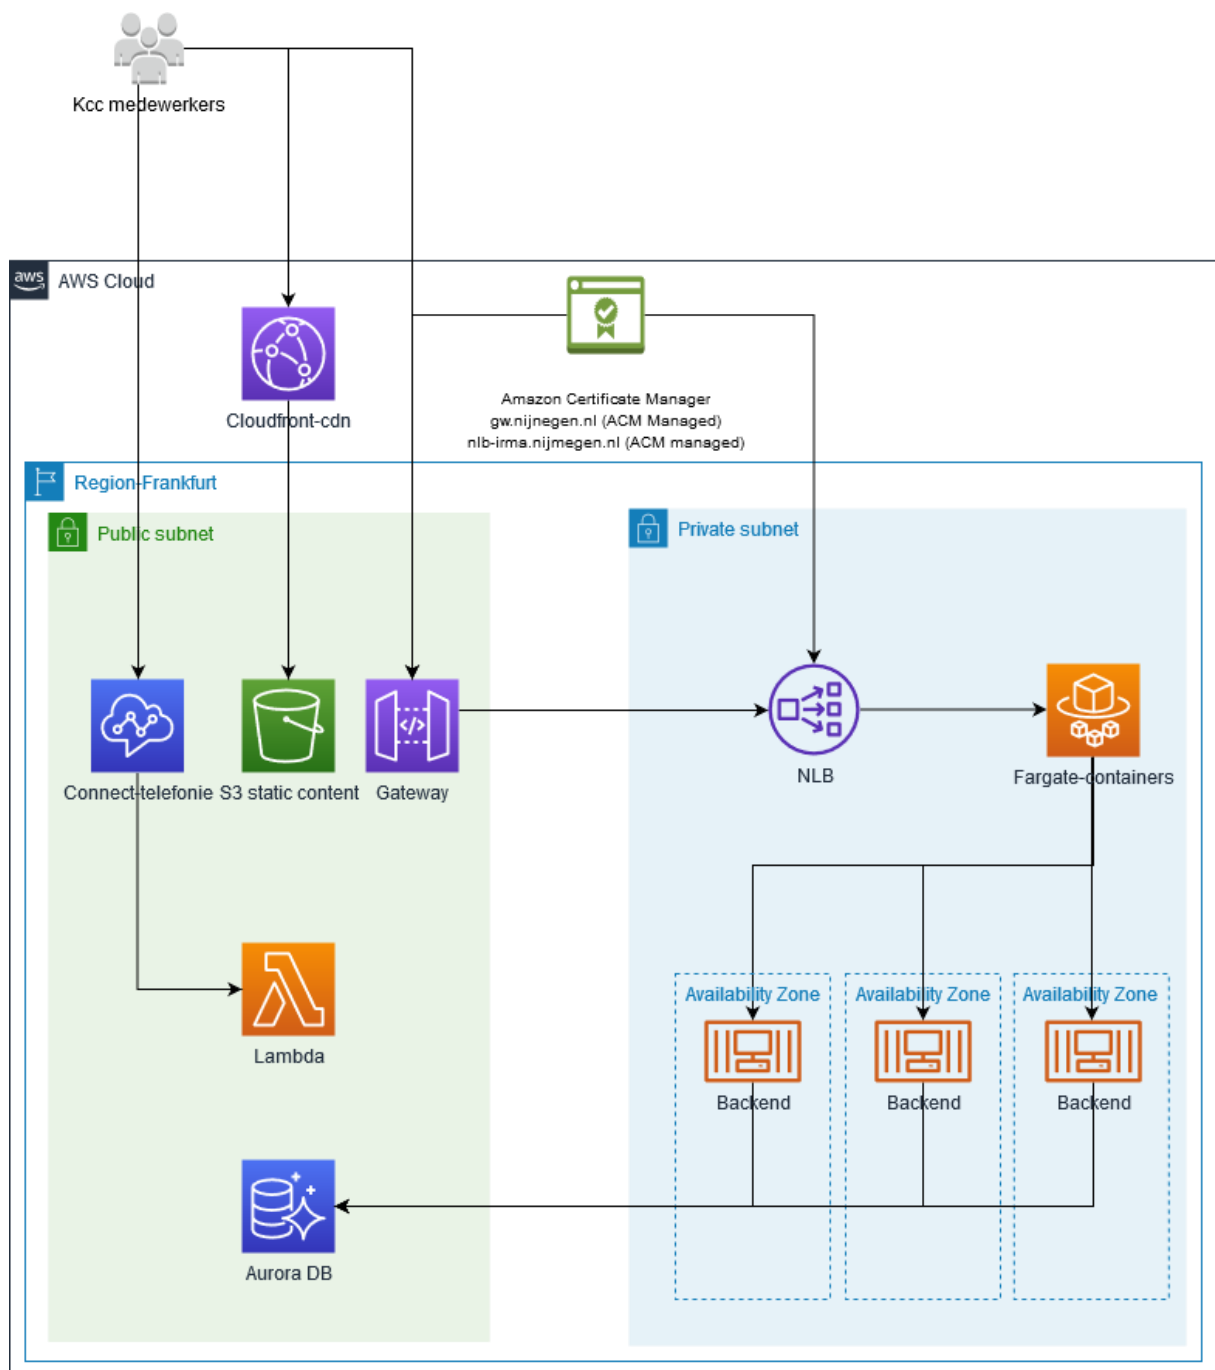 Kcc medewerkers
aws
AWS Cloud
Cloudfront-cdn
Amazon Certificate Manager
gw.nijnegen.nl (ACM Managed)
nlb-irma.nijmegen.nl (ACM managed)
Region-Frankfurt
Public subnet
Private subnet
</>
Connect-telefonie
S3 static content
Gateway
NLB
Fargate-containers
Lambda
Availability Zone
Availability Zone
Availability Zone
Backend
Backend
Backend
Aurora DB